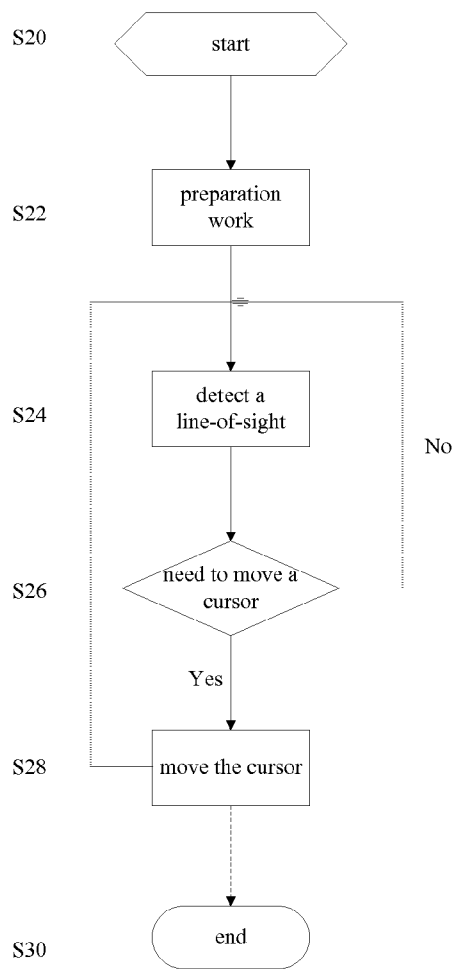 S20
start
S22
preparation
work
S24
detect a
line-of-sight
No
S26
need to move a
cursor
Yes
S28
move the cursor
S30
end